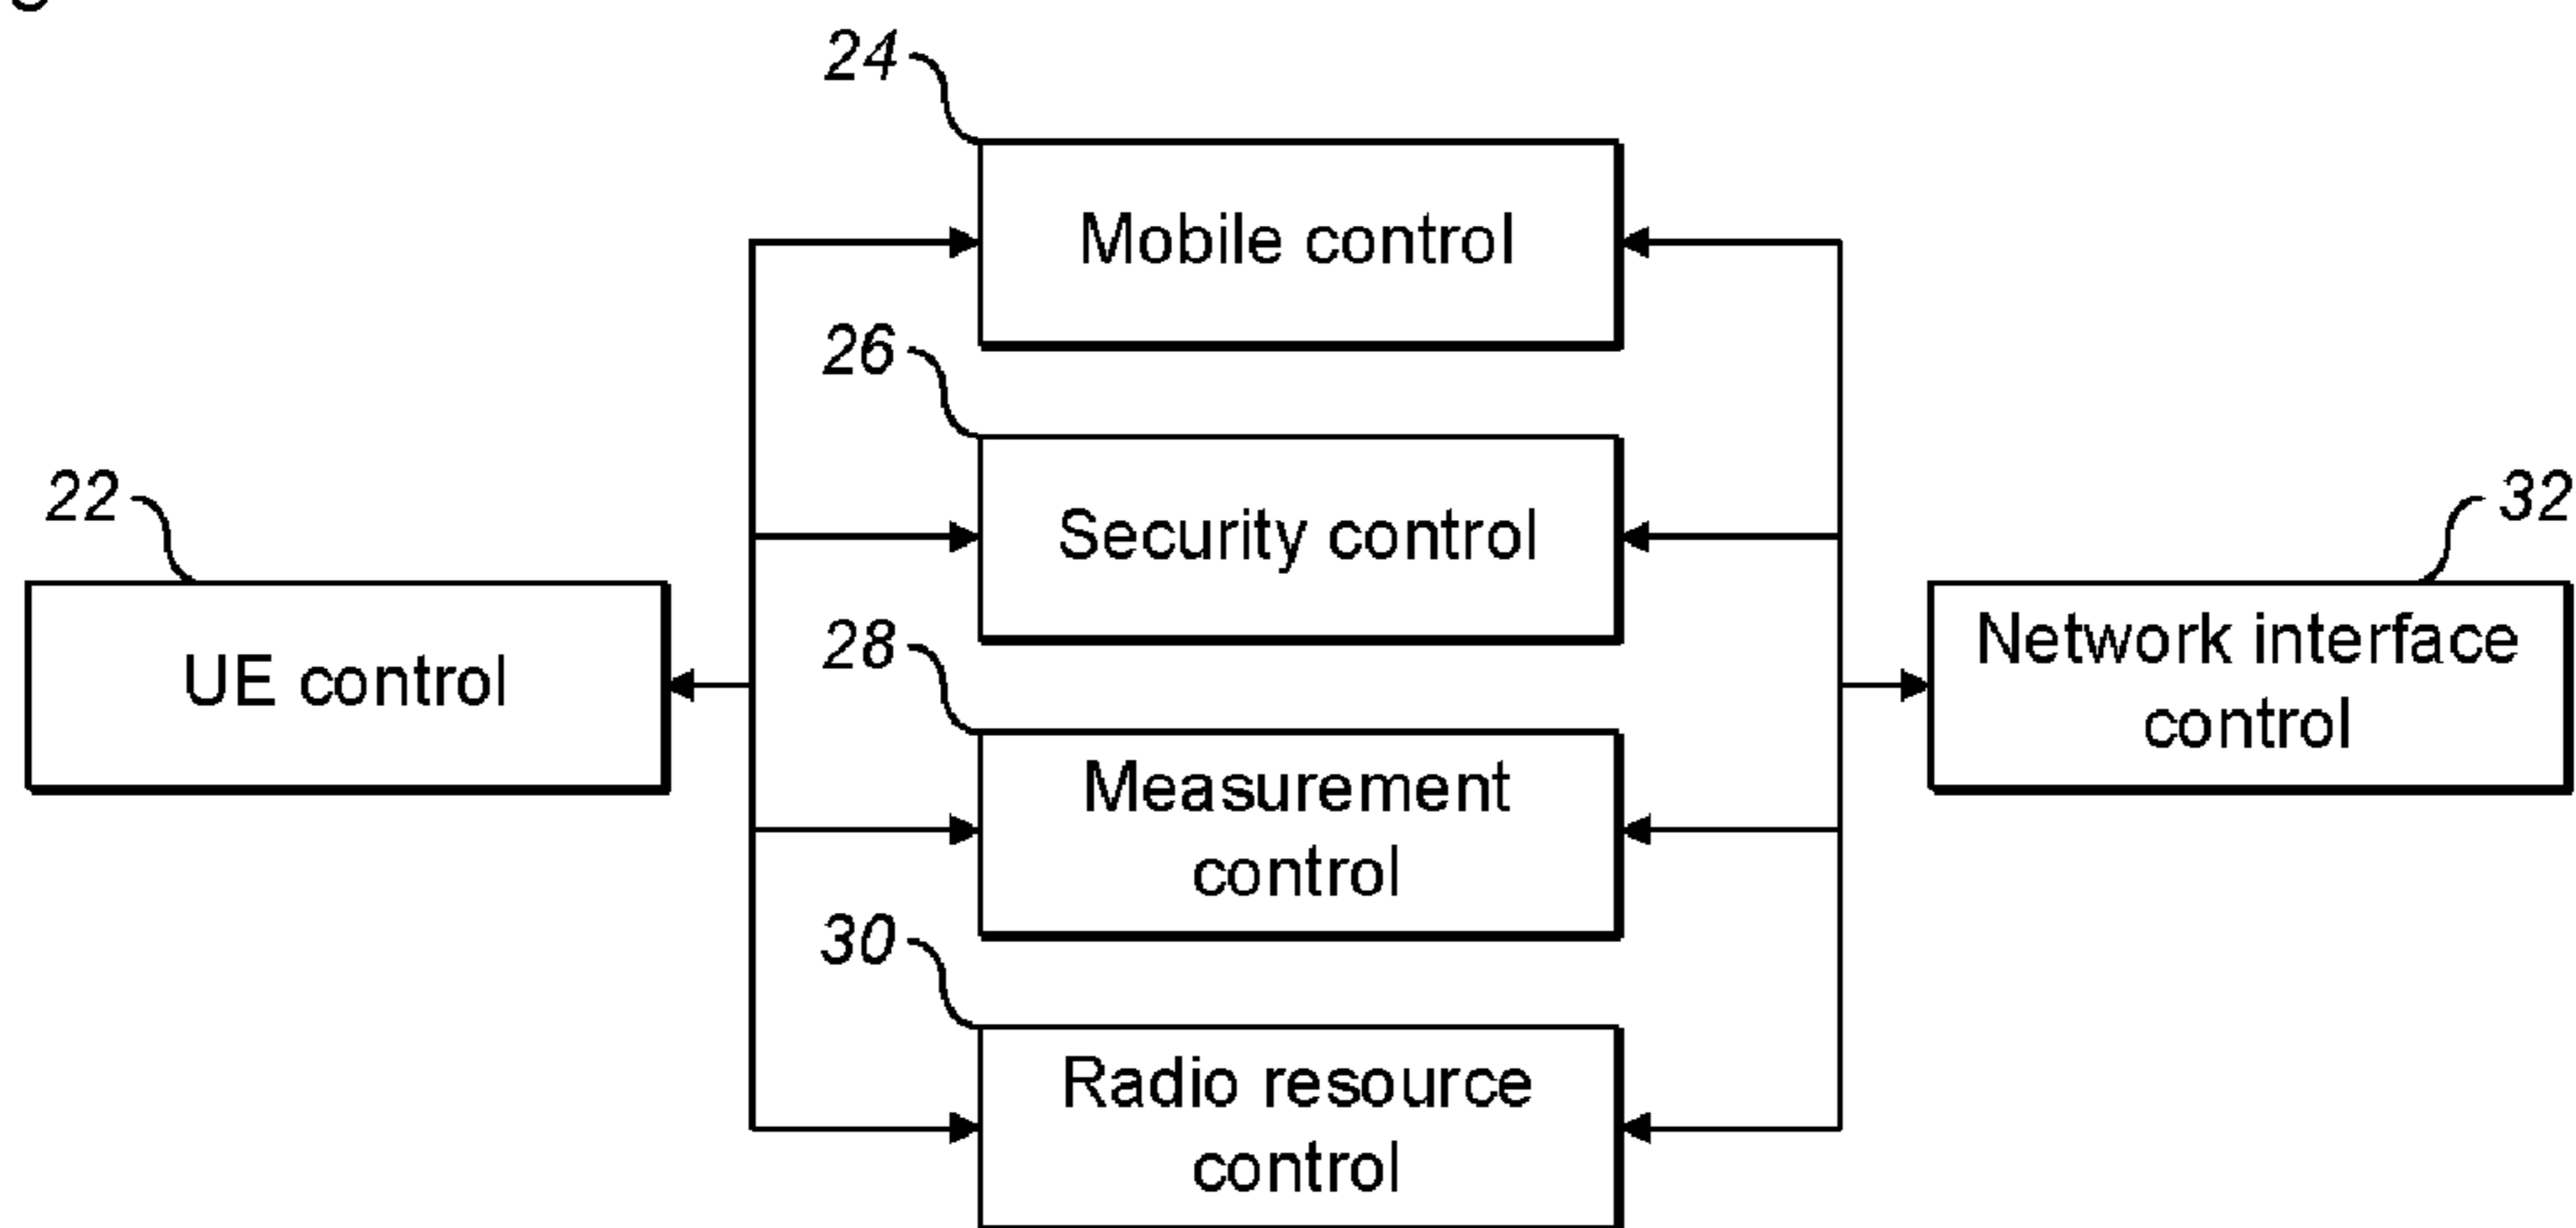 24
Mobile control
26
Security control
22
UE control
32
Network interface
control
28
Measurement
control
30
Radio resource
control